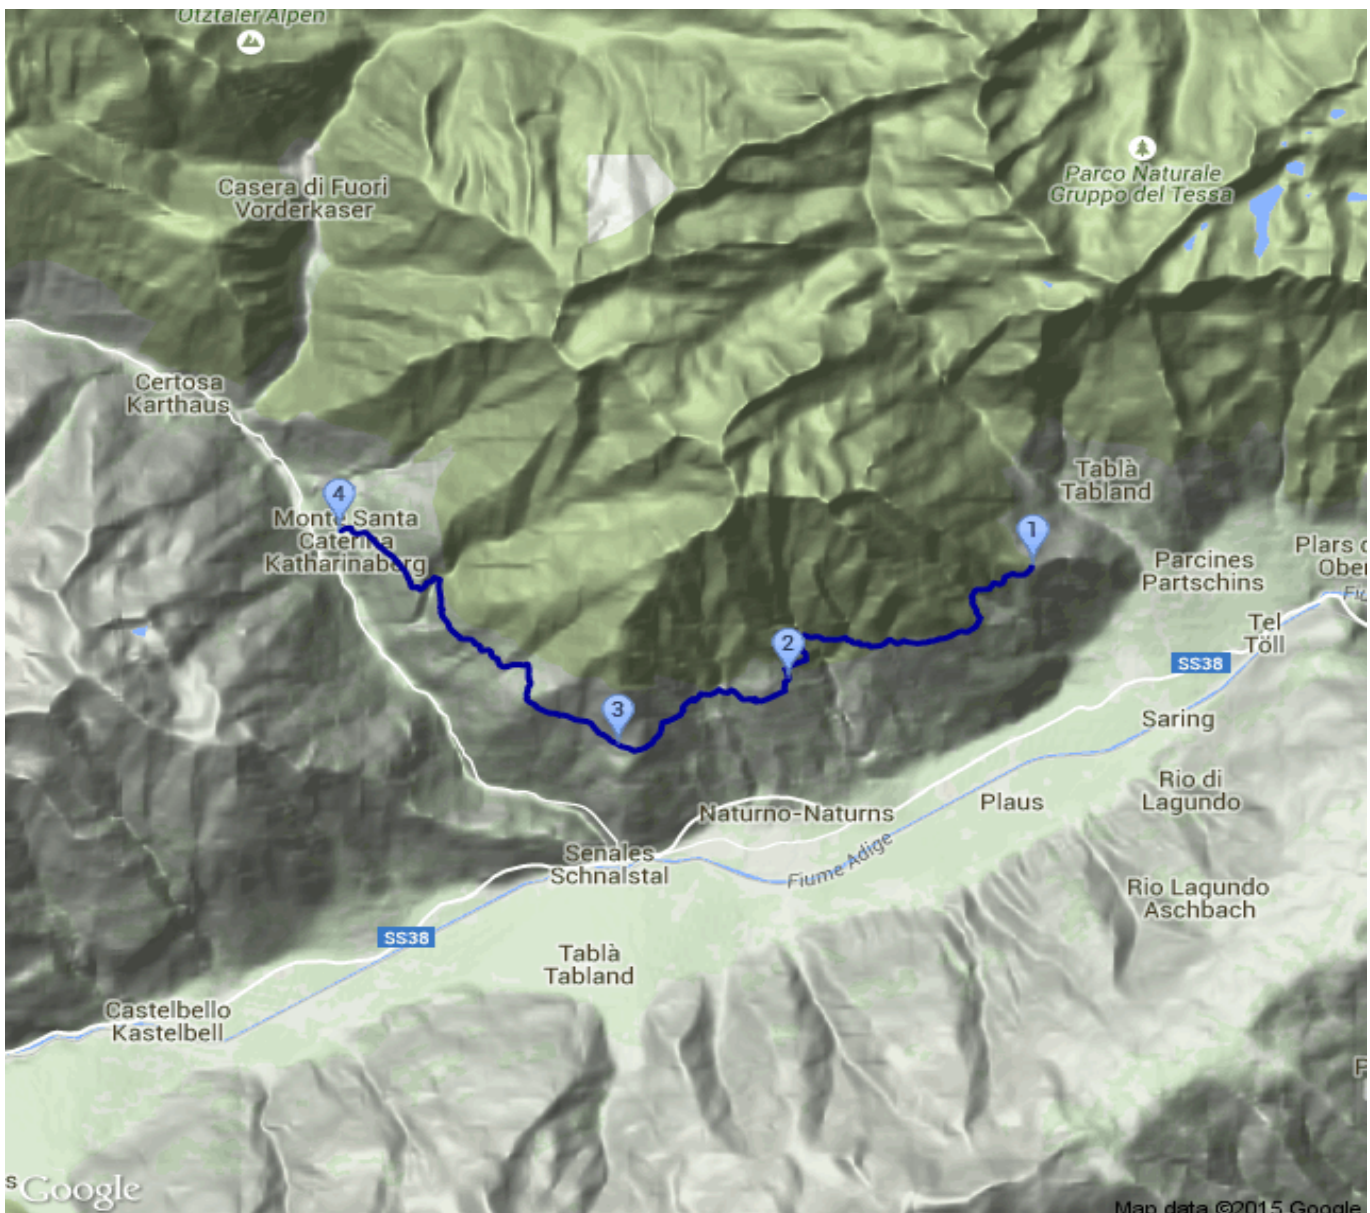 Ötztaler Alpen
Parco Naturale
Gruppo del Tessa
Casera di Fuori
Vorderkaser
Certosa
Karthaus
Tablà
Tabland
4
Monte Santa
Caterina
Katharinaberg
1
Parcines
Partschins
Plars
Tel
Töll
2
SS38
3
Saring
Rio di
Lagundo
Plaus
Naturno-Naturns
Senales
Schnalstal
Fiume Adige
Rio Lagundo
Aschbach
SS38
Tablà
Tabland
Castelbello
Kastelbell
Google
Map data ©2015 Google